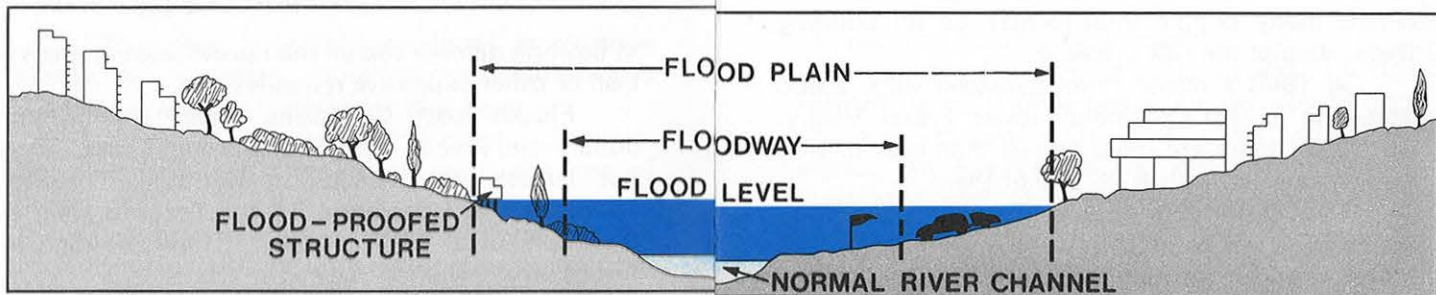 FLOOD PLAIN
FLOODWAY
FLOOD LEVEL
FLOOD-PROOFED
STRUCTURE
NORMAL RIVER CHANNEL